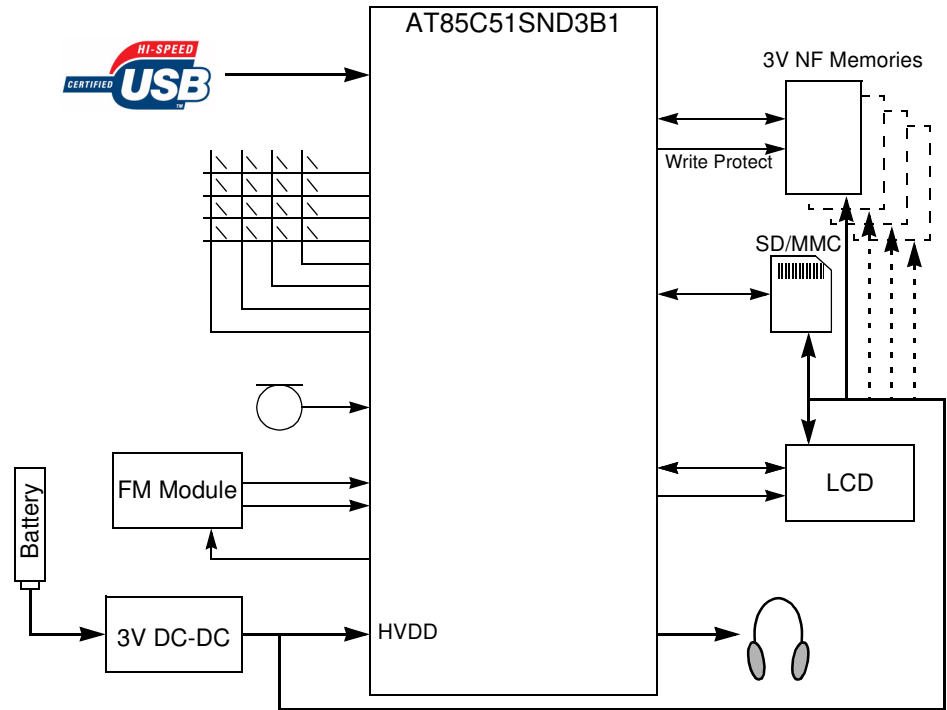 AT85C51SND3B1
HI-SPEED
CERTIFIED
USB
TM
3V NF Memories
Write Protect
SD/MMC
FM Module
LCD
Battery
3V DC-DC
HVDD